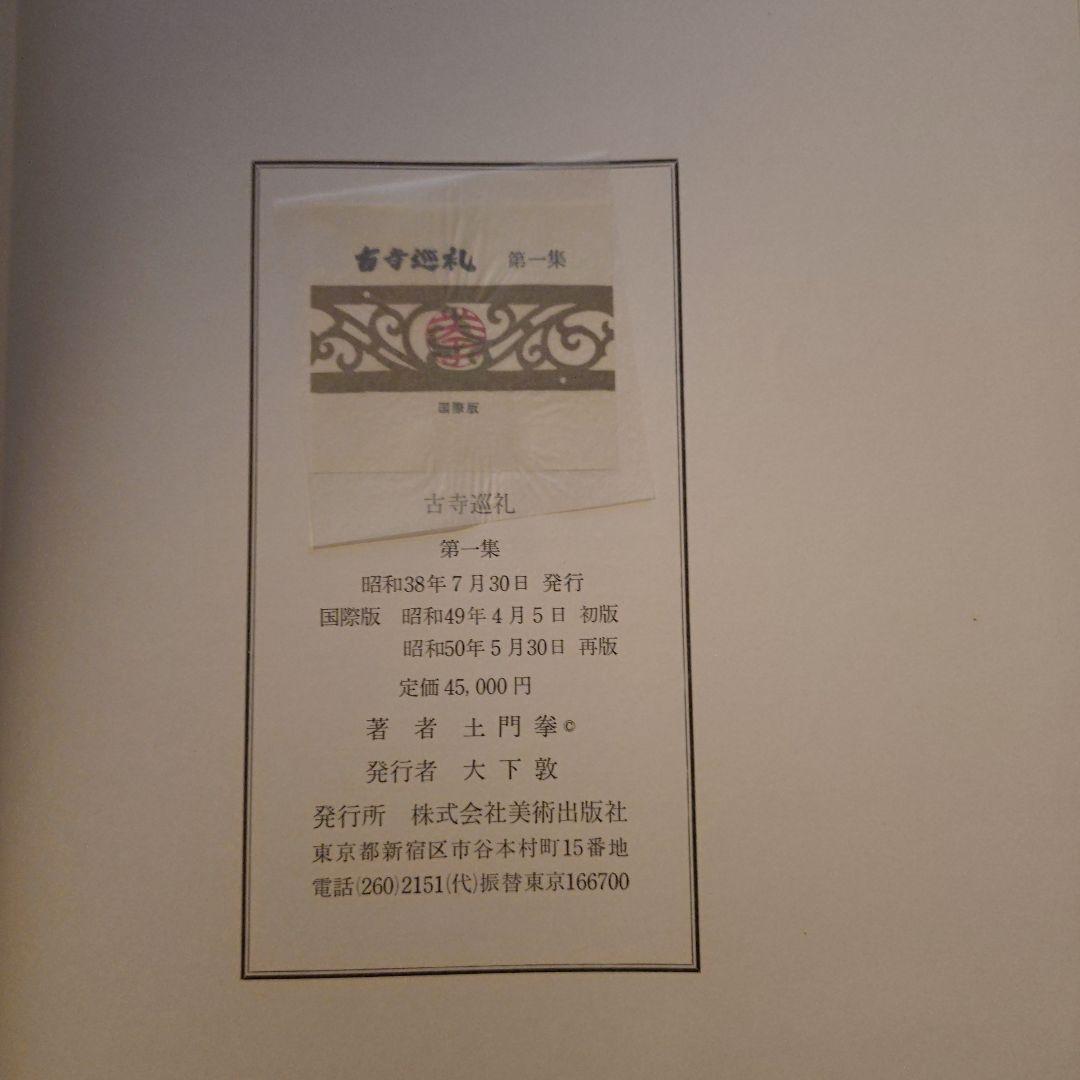 古寺巡礼 第一集
拳
国際版
古寺巡礼
第一集
昭和38年7月30日 発行
国際版 昭和49年4月5日 初版
昭和50年5月30日 再版
定価45,000円
著者 土門拳©
発行者 大下敦
発行所 株式会社美術出版社
東京都新宿区市谷本村町15番地
電話(260)2151(代)振替東京166700